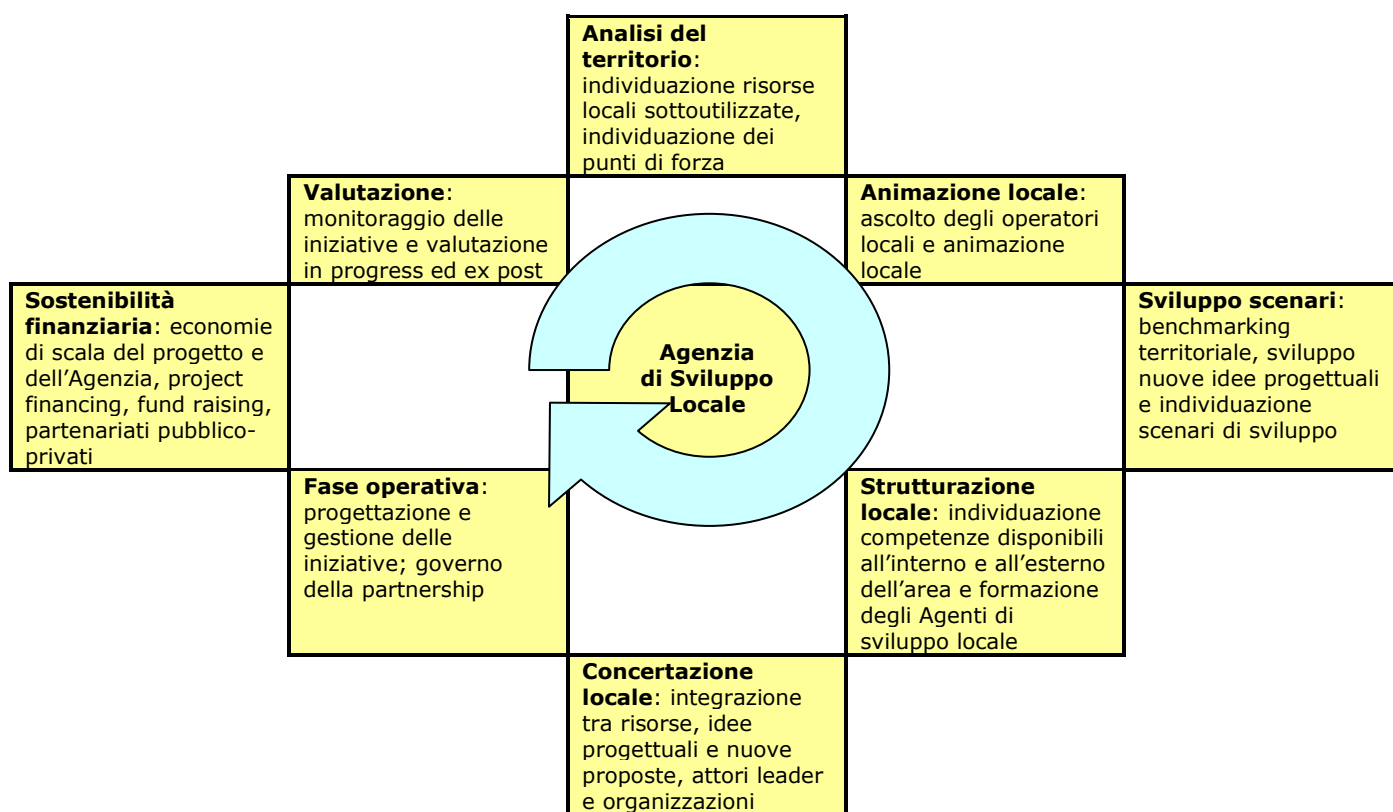 Analisi del
territorio:
individuazione risorse
locali sottoutilizzate,
individuazione dei
punti di forza
Valutazione:
monitoraggio delle
iniziative e valutazione
in progress ed ex post
Animazione locale:
ascolto degli operatori
locali e animazione
locale
Sostenibilità
finanziaria: economie
di scala del progetto e
dell’Agenzia, project
financing, fund raising,
partenariati pubblico-
privati
Agenzia
di Sviluppo
Locale
Sviluppo scenari:
benchmarking
territoriale, sviluppo
nuove idee progettuali
e individuazione
scenari di sviluppo
Fase operativa:
progettazione e
gestione delle
iniziative; governo
della partnership
Strutturazione
locale: individuazione
competenze disponibili
all’interno e all’esterno
dell’area e formazione
degli Agenti di
sviluppo locale
Concertazione
locale: integrazione
tra risorse, idee
progettuali e nuove
proposte, attori leader
e organizzazioni